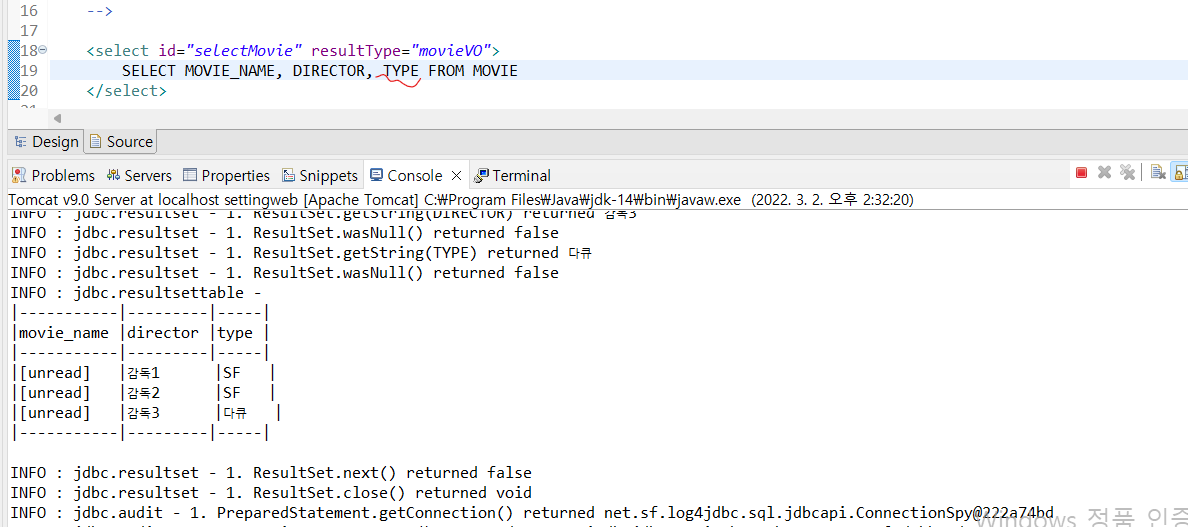 16 -->
17
18 <select id="selectMovie" resultType="movieVO">
19 SELECT MOVIE_NAME, DIRECTOR, TYPE FROM MOVIE
20 </select>
Design Source
Problems Servers Properties Snippets Console Terminal
Tomcat v9.0 Server at localhost settingweb [Apache Tomcat] C:₩Program Files₩Java₩jdk-14₩bin₩javaw.exe (2022. 3. 2. 오후 2:32:20)
INFO : jdbc.resultset - 1. ResultSet.getString(DIRECTOR) returned 감독3
INFO : jdbc.resultset - 1. ResultSet.wasNull() returned false
INFO : jdbc.resultset - 1. ResultSet.getString(TYPE) returned 다큐
INFO : jdbc.resultset - 1. ResultSet.wasNull() returned false
INFO : jdbc.resultsettable -
|-----------|---------|-----|
|movie_name |director |type |
|-----------|---------|-----|
|[unread] |감독1 |SF |
|[unread] |감독2 |SF |
|[unread] |감독3 |다큐 |
|-----------|---------|-----|
INFO : jdbc.resultset - 1. ResultSet.next() returned false
INFO : jdbc.resultset - 1. ResultSet.close() returned void
INFO : jdbc.audit - 1. PreparedStatement.getConnection() returned net.sf.log4jdbc.sql.jdbcapi.ConnectionSpy@222a74bd
Windows 정품 인증